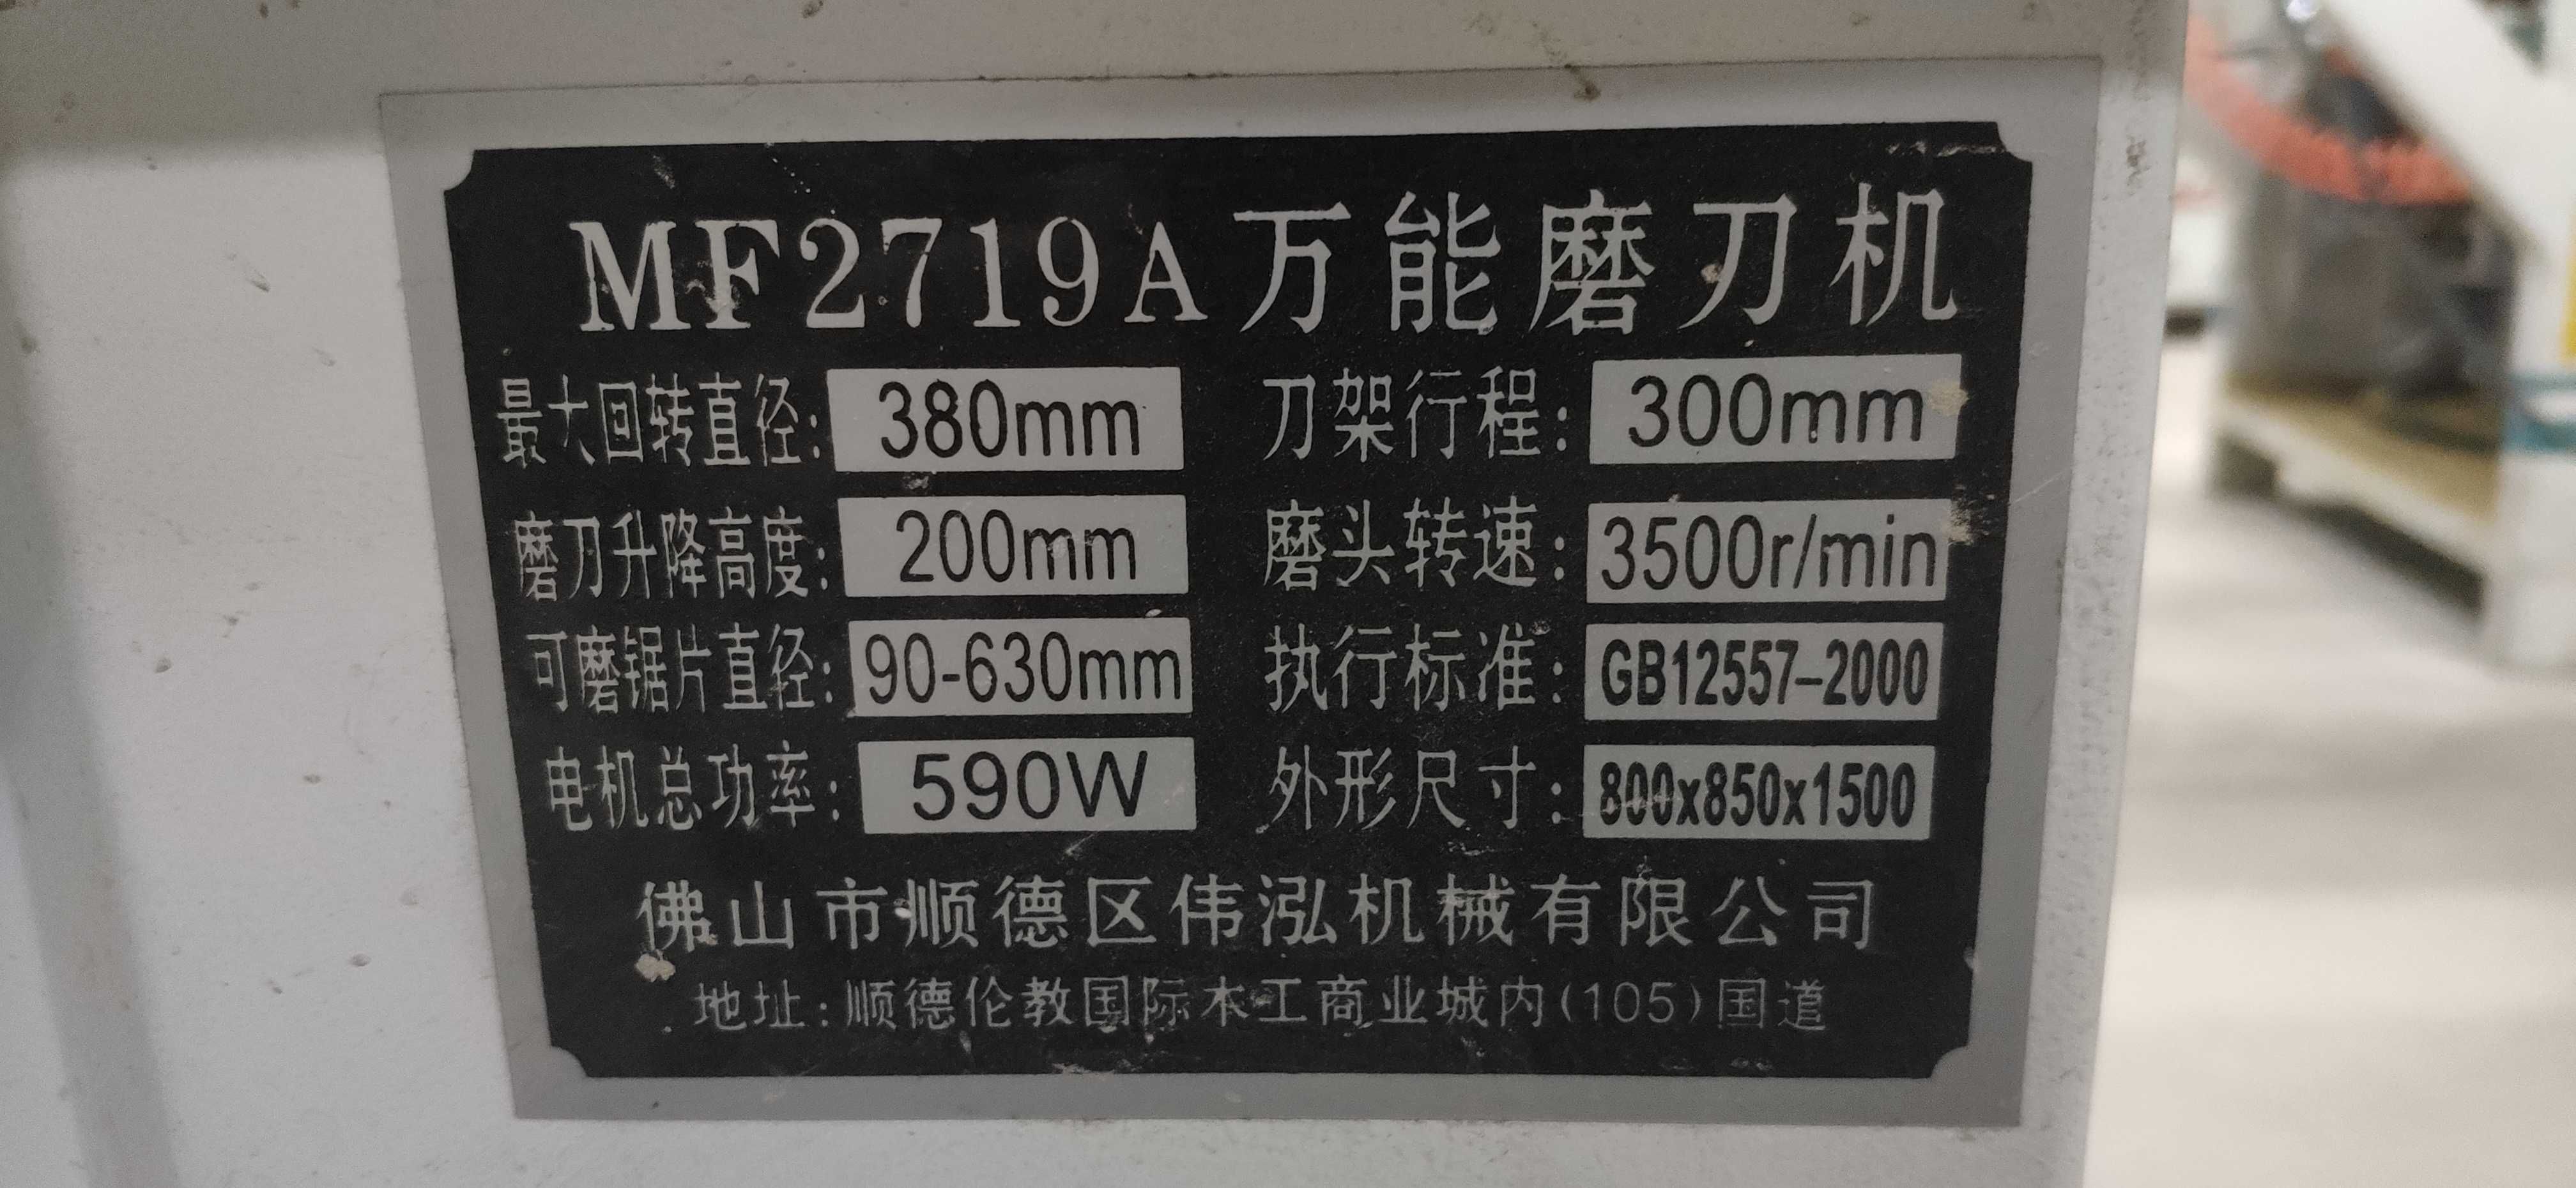 MF2719A万能磨刀机
最大回转直径: 380mm 刀架行程: 300mm
磨刀升降高度: 200mm 磨头转速: 3500r/min
可磨锯片直径: 90-630mm 执行标准: GB12557-2000
电机总功率: 590W 外形尺寸: 800x850x1500
佛山市顺德区伟泓机械有限公司
地址:顺德伦教国际木工商业城内(105)国道